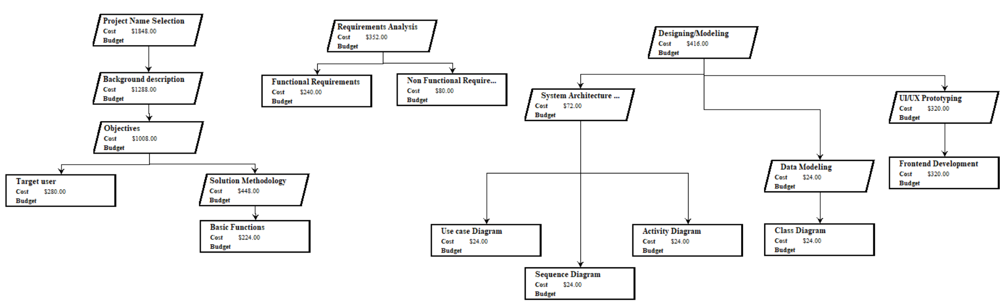 Project Name Selection
Cost $1848.00
Budget
Requirements Analysis
Cost $352.00
Budget
Designing/Modeling
Cost $416.00
Budget
Background description
Cost $1288.00
Budget
Functional Requirements
Cost $240.00
Budget
Non Functional Require...
Cost $80.00
Budget
System Architecture ...
Cost $72.00
Budget
UI/UX Prototyping
Cost $320.00
Budget
Objectives
Cost $1008.00
Budget
Target user
Cost $280.00
Budget
Solution Methodology
Cost $448.00
Budget
Data Modeling
Cost $24.00
Budget
Frontend Development
Cost $320.00
Budget
Basic Functions
Cost $224.00
Budget
Use case Diagram
Cost $24.00
Budget
Activity Diagram
Cost $24.00
Budget
Class Diagram
Cost $24.00
Budget
Sequence Diagram
Cost $24.00
Budget